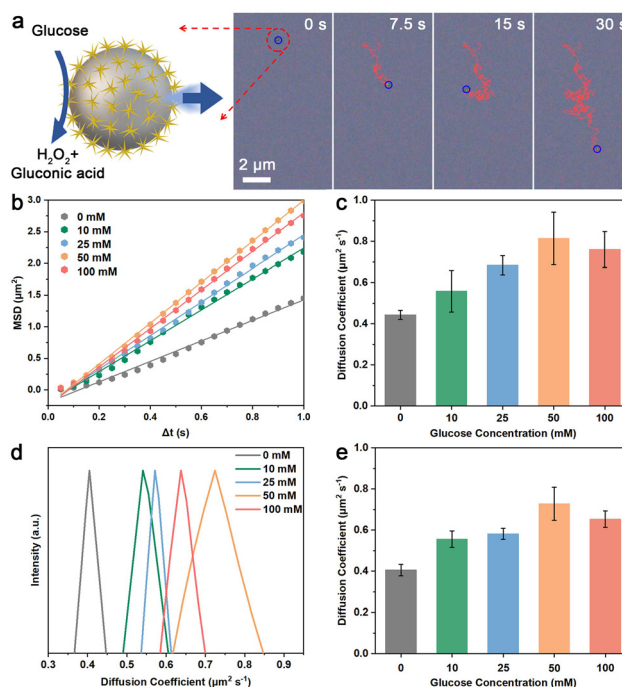 a
Glucose
H₂O₂+
Gluconic acid
0 s
7.5 s
15 s
30 s
2 μm
b
MSD (μm²)
3.0
2.5
2.0
1.5
1.0
0.5
0.0
0 mM
10 mM
25 mM
50 mM
100 mM
0.0 0.2 0.4 0.6 0.8 1.0
Δt (s)
c
Diffusion Coefficient (μm² s⁻¹)
1.0
0.8
0.6
0.4
0.2
0.0
0 10 25 50 100
Glucose Concentration (mM)
d
Intensity (a.u.)
0 mM
10 mM
25 mM
50 mM
100 mM
0.3 0.4 0.5 0.6 0.7 0.8 0.9
Diffusion Coefficient (μm² s⁻¹)
e
Diffusion Coefficient (μm² s⁻¹)
1.0
0.8
0.6
0.4
0.2
0.0
0 10 25 50 100
Glucose Concentration (mM)